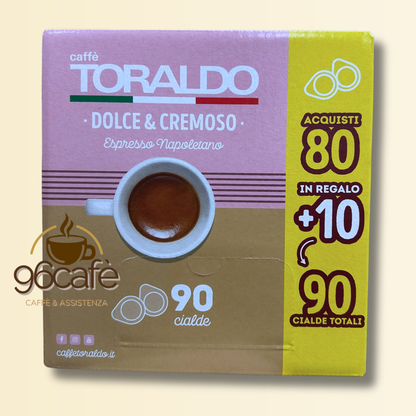 caffè
TORALDO
· DOLCE & CREMOSO ·
Espresso Napoletano
90
cialde
caffetoraldo.it
ACQUISTI
80
IN REGALO
+10
90
CIALDE TOTALI
96cafè
CAFFÈ & ASSISTENZA